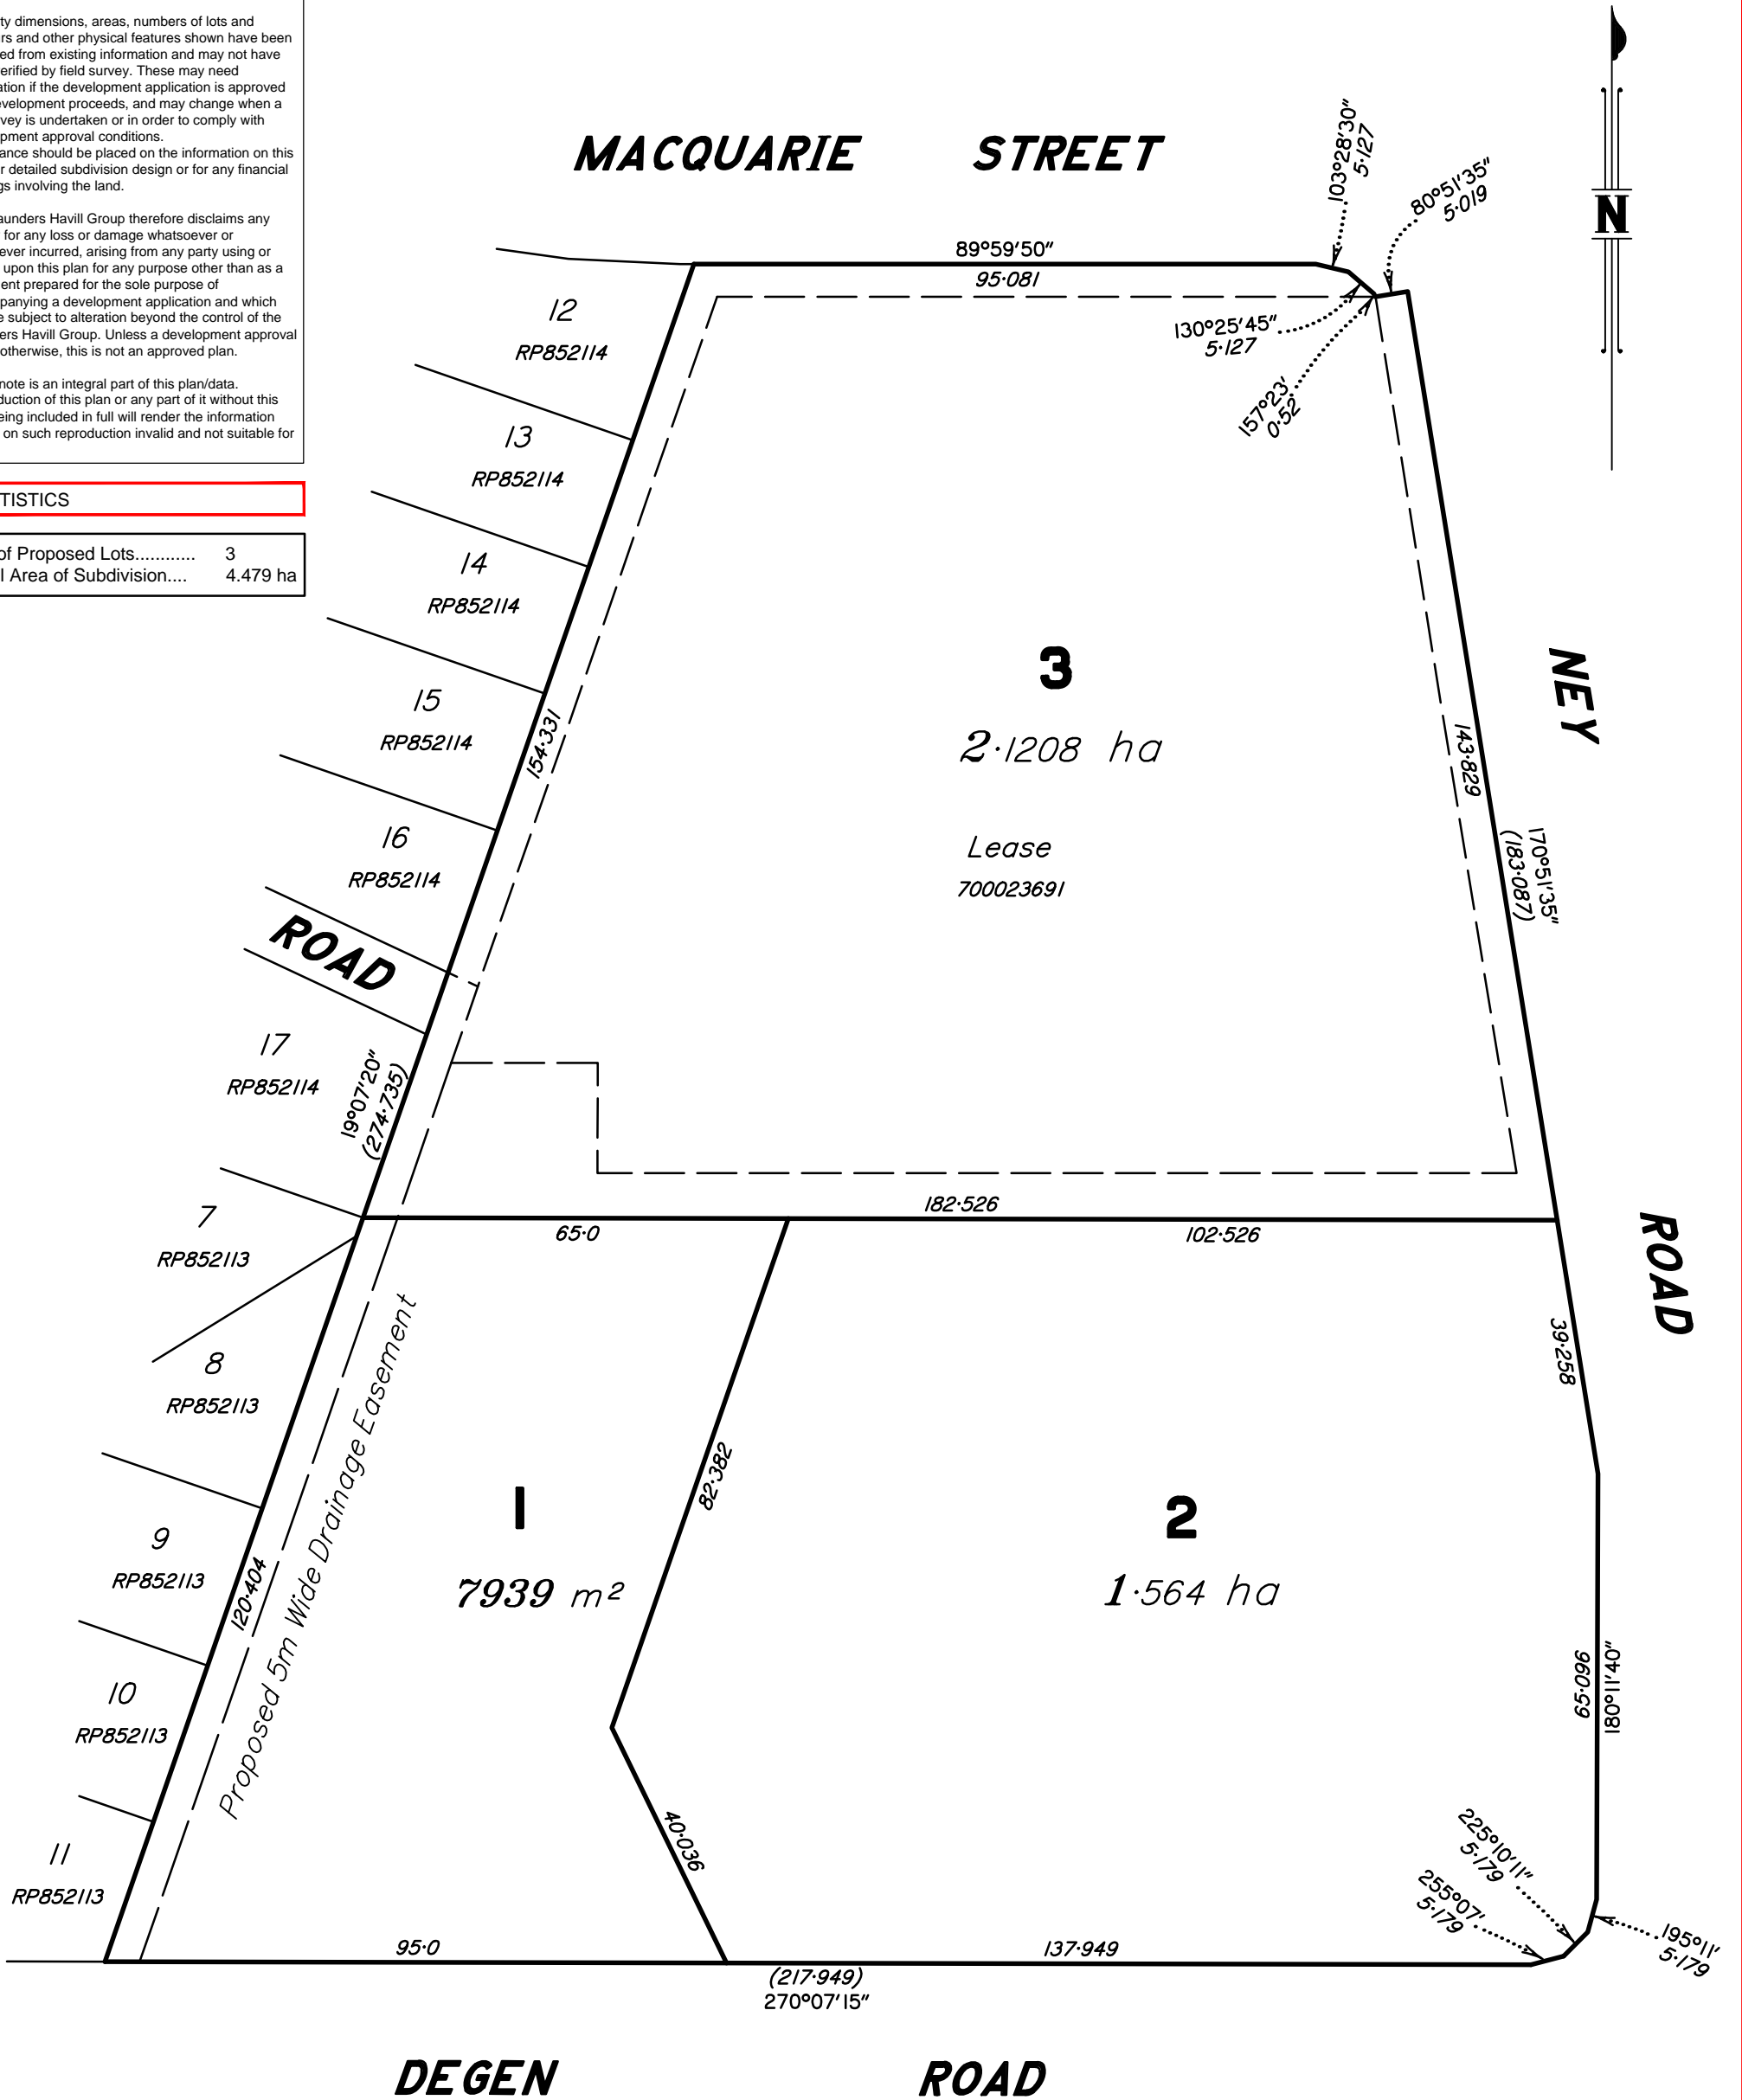 ty dimensions, areas, numbers of lots and
rs and other physical features shown have been
ed from existing information and may not have
verified by field survey. These may need
ation if the development application is approved
evelopment proceeds, and may change when a
vey is undertaken or in order to comply with
pment approval conditions.
ance should be placed on the information on this
r detailed subdivision design or for any financial
gs involving the land.
aunders Havill Group therefore disclaims any
for any loss or damage whatsoever or
ever incurred, arising from any party using or
upon this plan for any purpose other than as a
ent prepared for the sole purpose of
panying a development application and which
e subject to alteration beyond the control of the
ers Havill Group. Unless a development approval
otherwise, this is not an approved plan.
note is an integral part of this plan/data.
duction of this plan or any part of it without this
eing included in full will render the information
on such reproduction invalid and not suitable for
TISTICS
of Proposed Lots............ 3
l Area of Subdivision.... 4.479 ha
MACQUARIE STREET
N
103°28'30"
5·127
80°51'35"
5·019
89°59'50"
95·081
130°25'45"
5·127
157°23'
0·52
12
RP852114
13
RP852114
14
RP852114
15
RP852114
16
RP852114
ROAD
17
RP852114
154·331
19°07'20"
(274·735)
3
2·1208 ha
Lease
700023691
NEY
ROAD
143·829
170°51'35"
(183·087)
182·526
65·0
102·526
39·258
7
RP852113
8
RP852113
9
RP852113
10
RP852113
11
RP852113
120·404
Proposed 5m Wide Drainage Easement
1
7939 m²
82·382
40·036
2
1·564 ha
65·096
180°11'40"
225°10'11"
5·179
255°07'
5·179
195°11'
5·179
95·0
137·949
(217·949)
270°07'15"
DEGEN ROAD